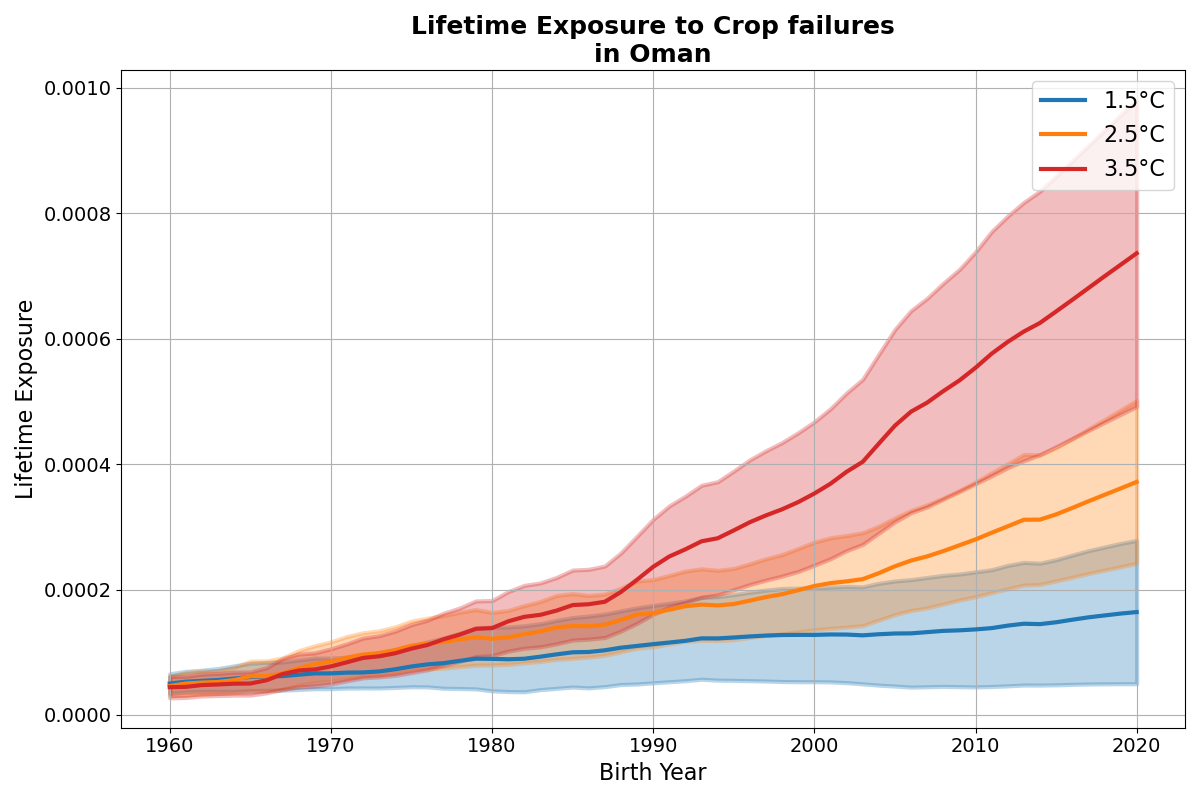 Lifetime Exposure to Crop failures
in Oman
0.0010
0.0008
0.0006
0.0004
0.0002
0.0000
Lifetime Exposure
1.5°C
2.5°C
3.5°C
1960
1970
1980
1990
2000
2010
2020
Birth Year